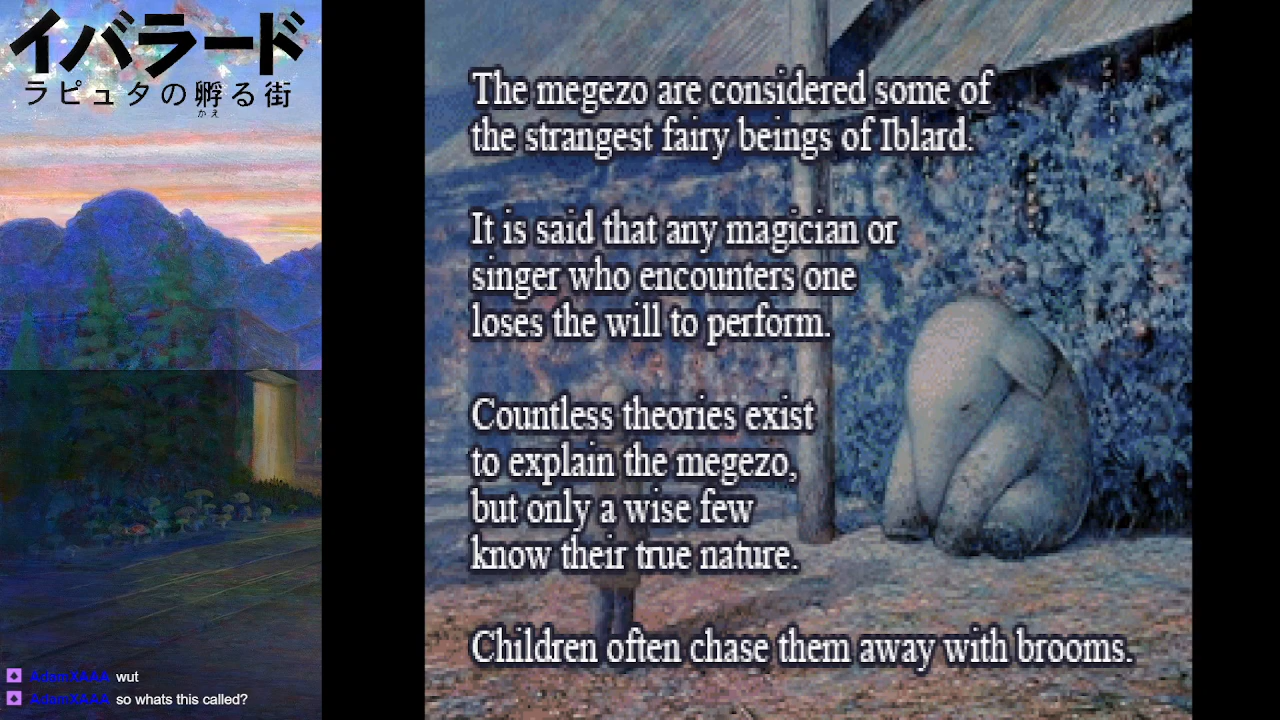 イバラード
ラピュタの孵る街
かえ
The megezo are considered some of
the strangest fairy beings of Iblard.
It is said that any magician or
singer who encounters one
loses the will to perform.
Countless theories exist
to explain the megezo,
but only a wise few
know their true nature.
Children often chase them away with brooms.
AdamXAAA wut
AdamXAAA so whats this called?